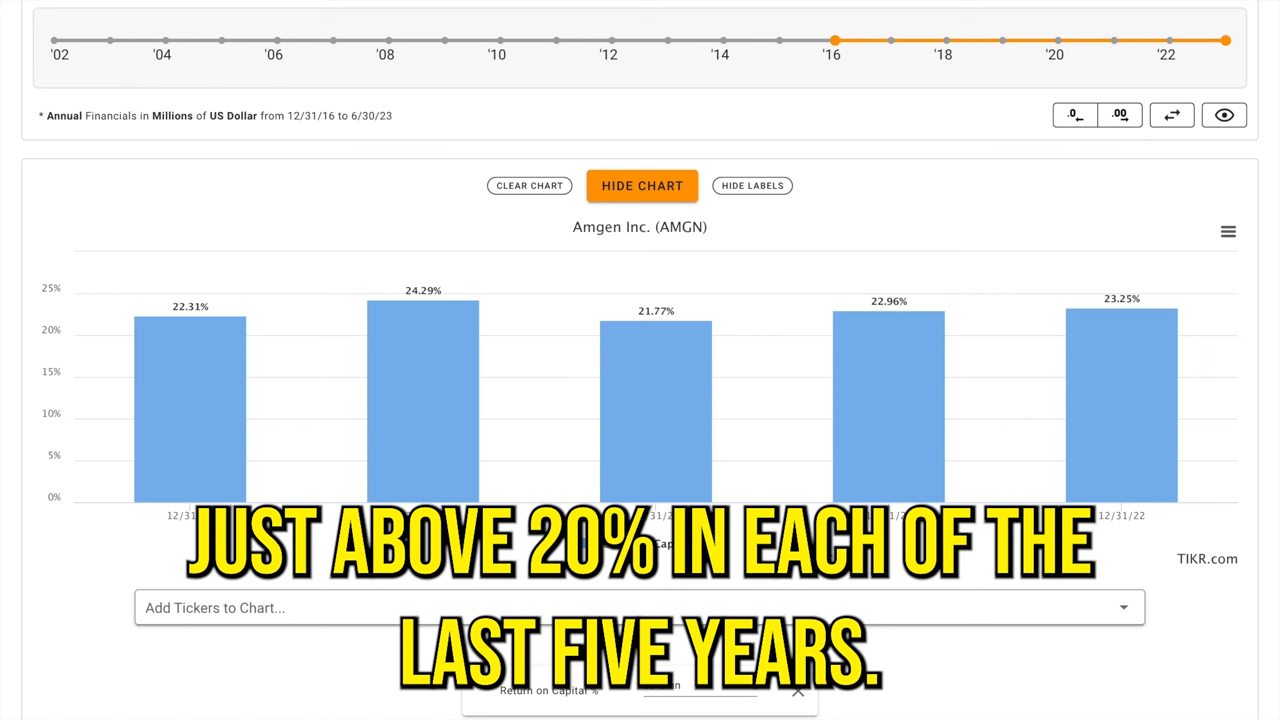 '02 '04 '06 '08 '10 '12 '14 '16 '18 '20 '22
* Annual Financials in Millions of US Dollar from 12/31/16 to 6/30/23
.0 .00
CLEAR CHART HIDE CHART HIDE LABELS
Amgen Inc. (AMGN)
25%
20%
15%
10%
5%
0%
22.31% 24.29% 21.77% 22.96% 23.25%
12/31 12/31/22
JUST ABOVE 20% IN EACH OF THE
TIKR.com
Add Tickers to Chart...
LAST FIVE YEARS.
Return on Capital %